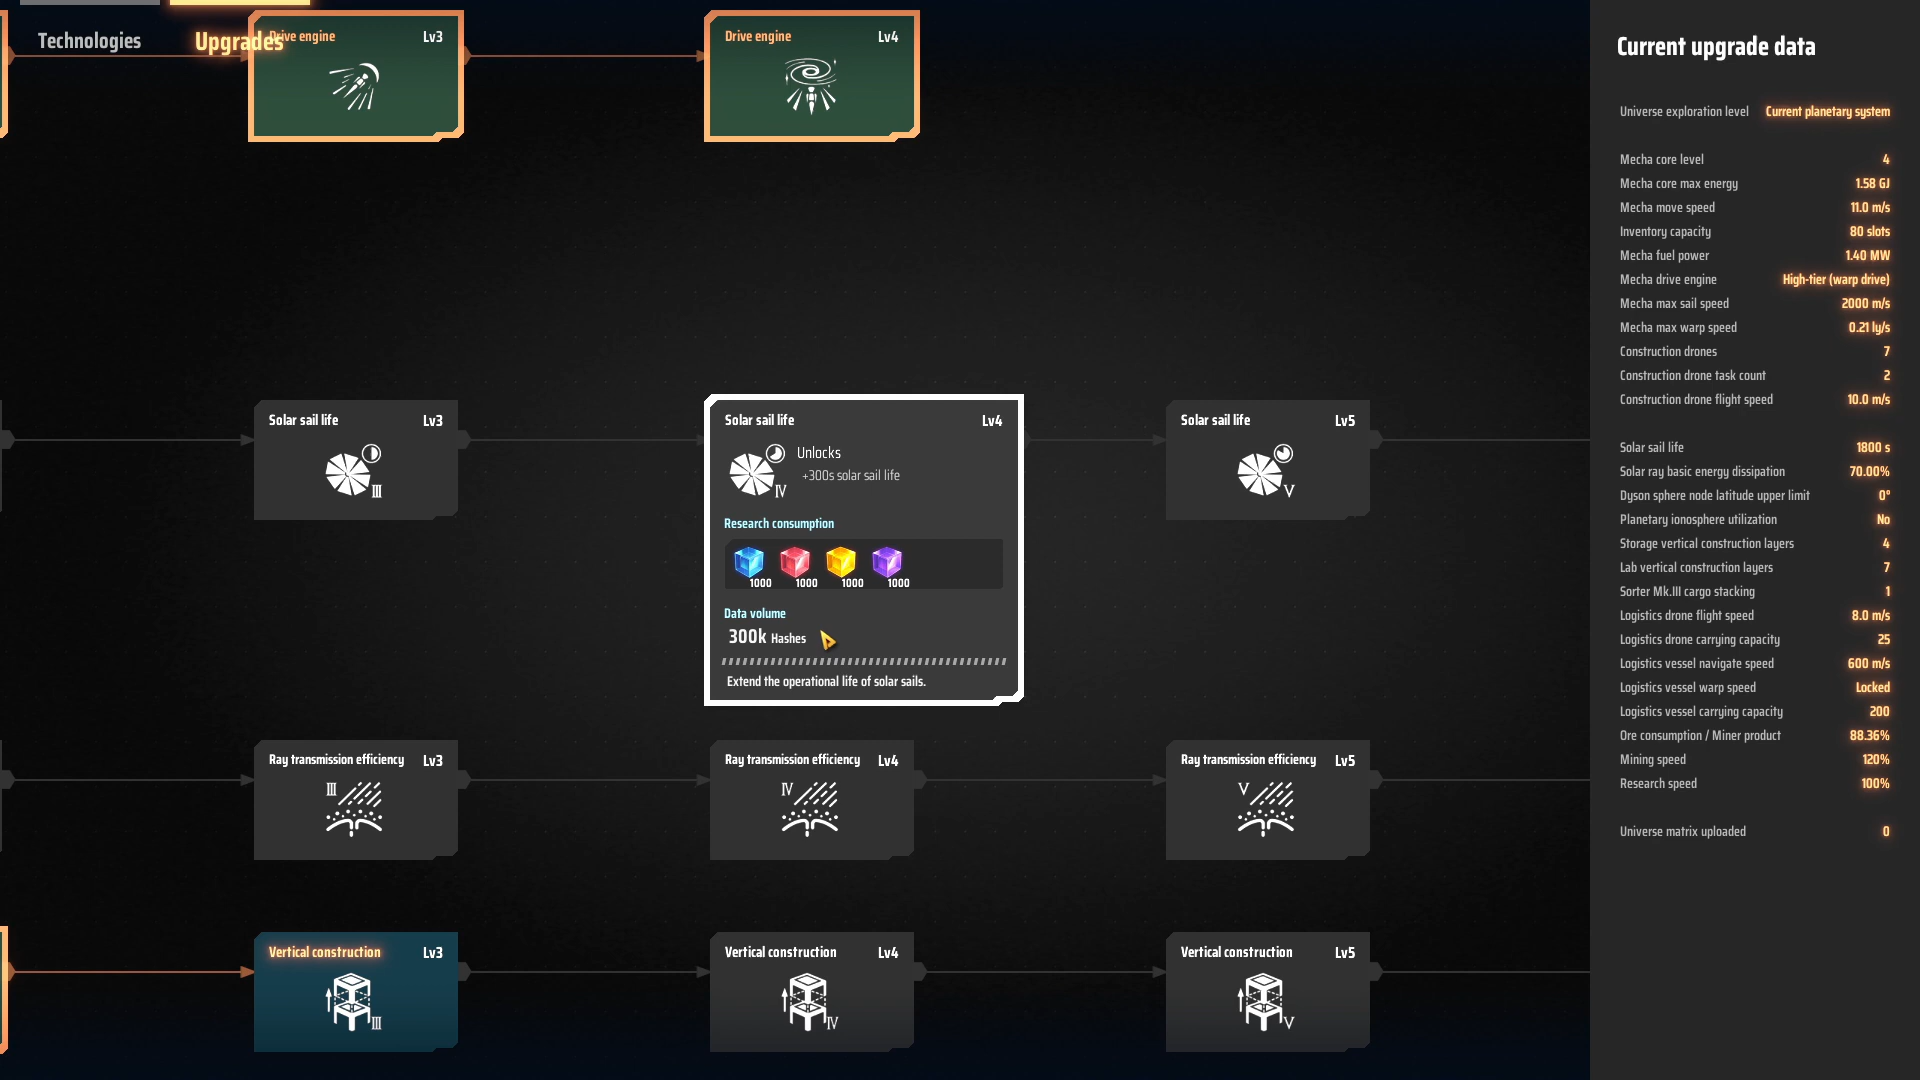 Technologies
Upgrades
Drive engine Lv3
Drive engine Lv4
Solar sail life Lv3
III
Solar sail life Lv4
Unlocks
+300s solar sail life
IV
Research consumption
1000 1000 1000 1000
Data volume
300k Hashes
Extend the operational life of solar sails.
Solar sail life Lv5
V
Ray transmission efficiency Lv3
III
Ray transmission efficiency Lv4
IV
Ray transmission efficiency Lv5
V
Vertical construction Lv3
III
Vertical construction Lv4
IV
Vertical construction Lv5
V
Current upgrade data
Universe exploration level Current planetary system
Mecha core level 4
Mecha core max energy 1.58 GJ
Mecha move speed 11.0 m/s
Inventory capacity 80 slots
Mecha fuel power 1.40 MW
Mecha drive engine High-tier (warp drive)
Mecha max sail speed 2000 m/s
Mecha max warp speed 0.21 ly/s
Construction drones 7
Construction drone task count 2
Construction drone flight speed 10.0 m/s
Solar sail life 1800 s
Solar ray basic energy dissipation 70.00%
Dyson sphere node latitude upper limit 0°
Planetary ionosphere utilization No
Storage vertical construction layers 4
Lab vertical construction layers 7
Sorter Mk.III cargo stacking 1
Logistics drone flight speed 8.0 m/s
Logistics drone carrying capacity 25
Logistics vessel navigate speed 600 m/s
Logistics vessel warp speed Locked
Logistics vessel carrying capacity 200
Ore consumption / Miner product 88.36%
Mining speed 120%
Research speed 100%
Universe matrix uploaded 0